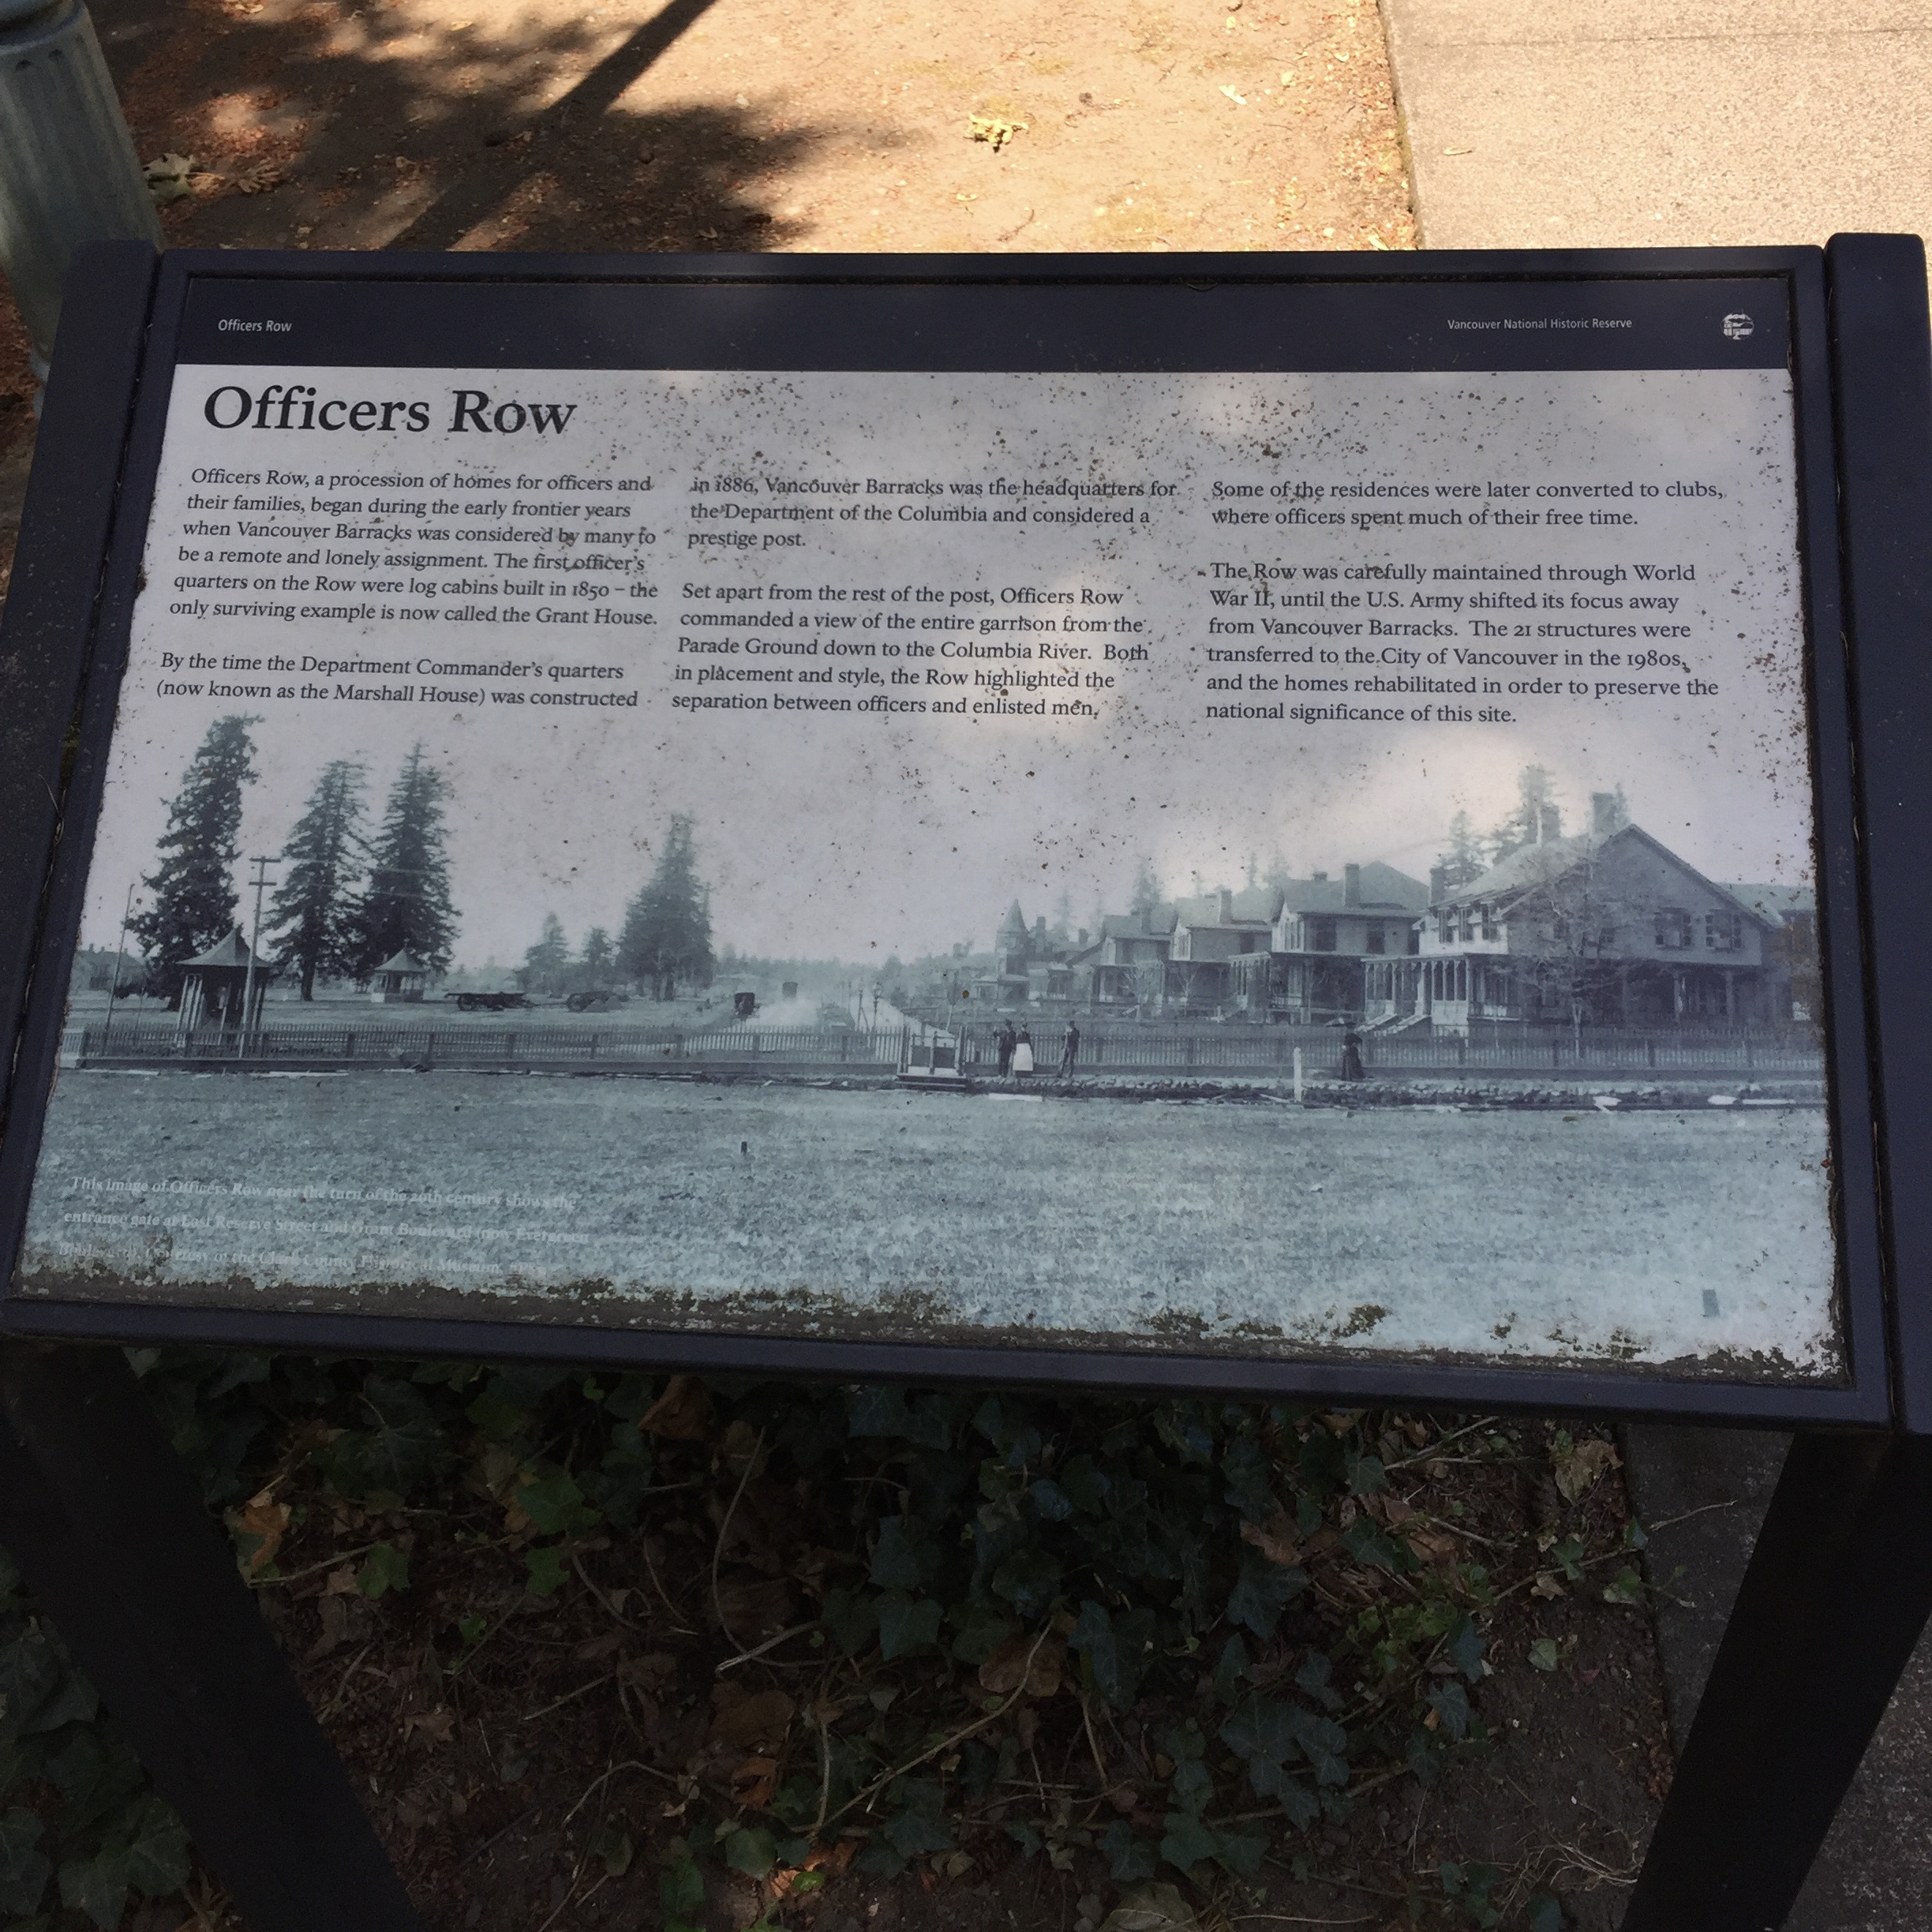 Officers Row
Vancouver National Historic Reserve
Officers Row
Officers Row, a procession of homes for officers and
their families, began during the early frontier years
when Vancouver Barracks was considered by many to
be a remote and lonely assignment. The first officer's
quarters on the Row were log cabins built in 1850 – the
only surviving example is now called the Grant House.
By the time the Department Commander's quarters
(now known as the Marshall House) was constructed
in 1886, Vancouver Barracks was the headquarters for
the Department of the Columbia and considered a
prestige post.
Set apart from the rest of the post, Officers Row
commanded a view of the entire garrison from the
Parade Ground down to the Columbia River. Both
in placement and style, the Row highlighted the
separation between officers and enlisted men.
Some of the residences were later converted to clubs,
where officers spent much of their free time.
The Row was carefully maintained through World
War II, until the U.S. Army shifted its focus away
from Vancouver Barracks. The 21 structures were
transferred to the City of Vancouver in the 1980s,
and the homes rehabilitated in order to preserve the
national significance of this site.
This image of Officers Row near the turn of the 20th century shows the
entrance gate at East Reserve Street and Grant Boulevard (now Evergreen
Boulevard). Courtesy of the Clark County Historical Museum.